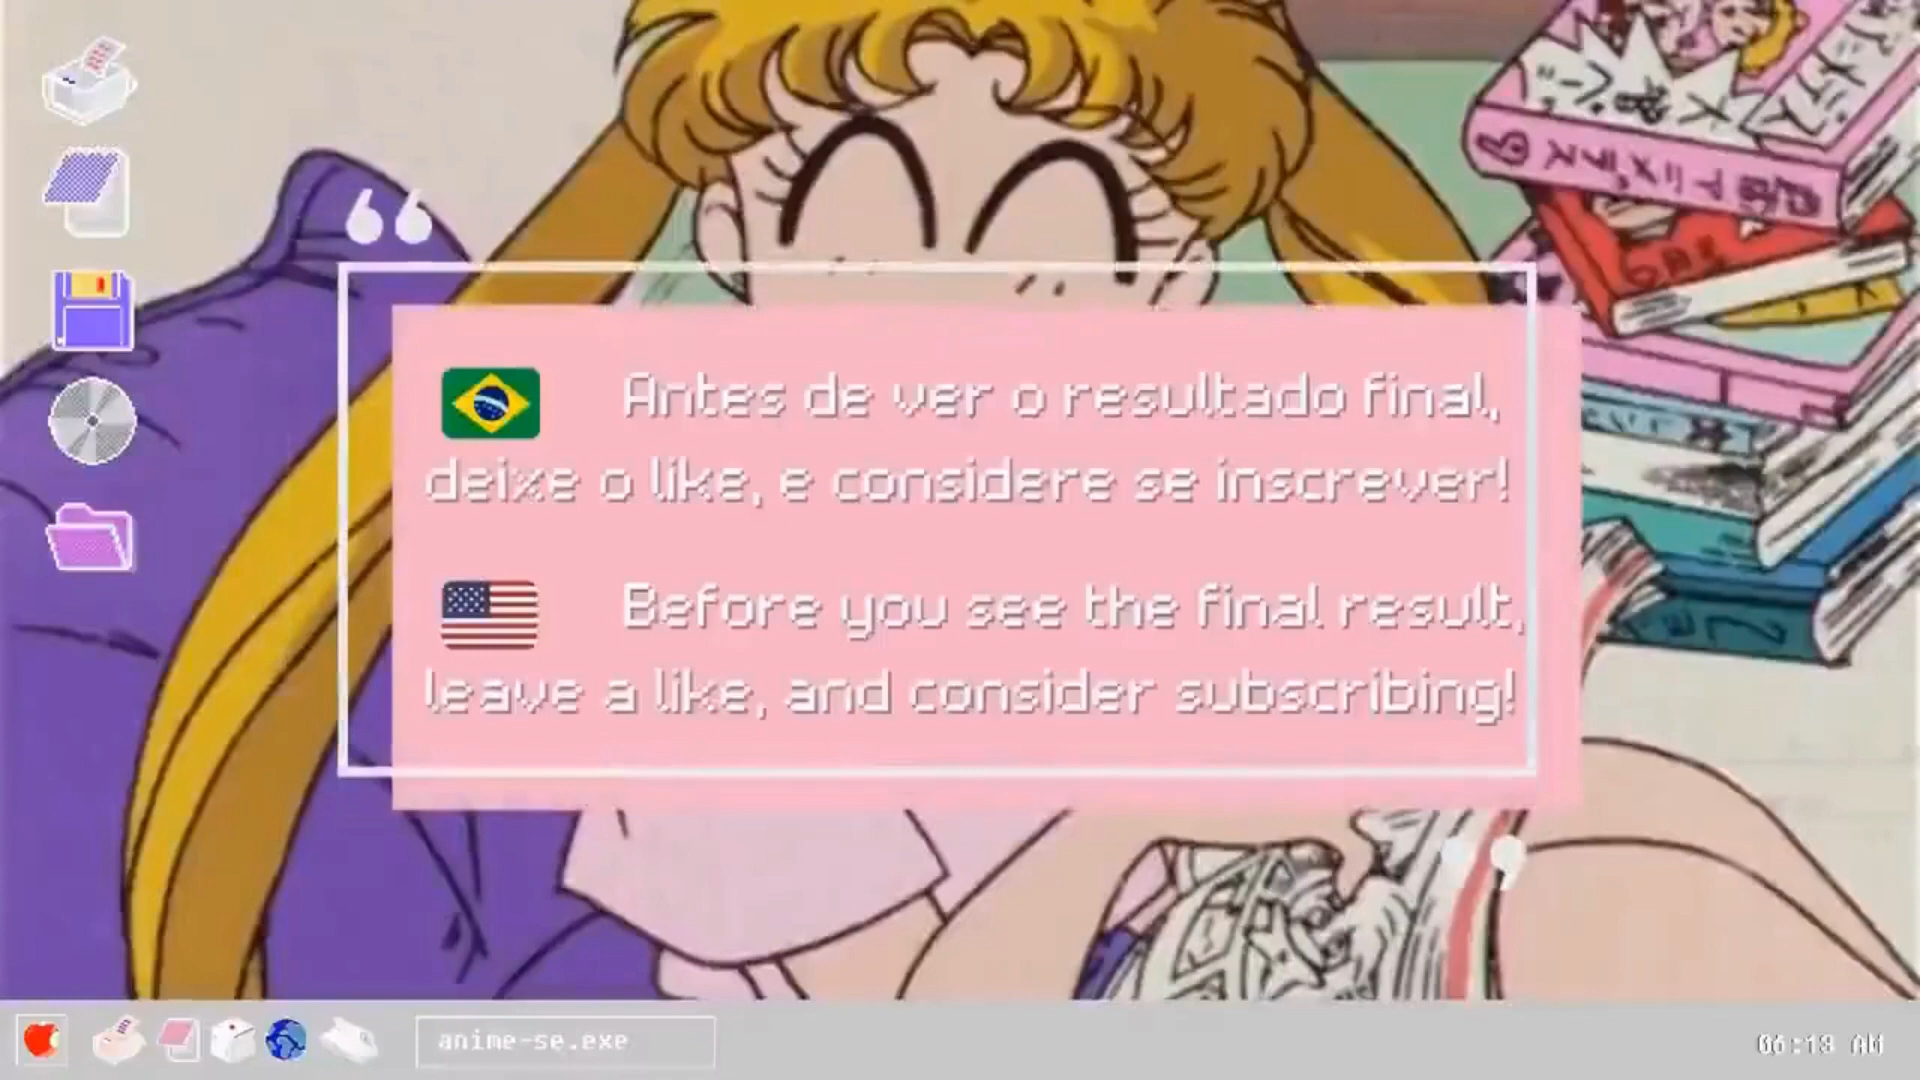 Antes de ver o resultado final,
deixe o like, e considere se inscrever!
Before you see the final result,
leave a like, and consider subscribing!
anime-se.exe
06:13 AM